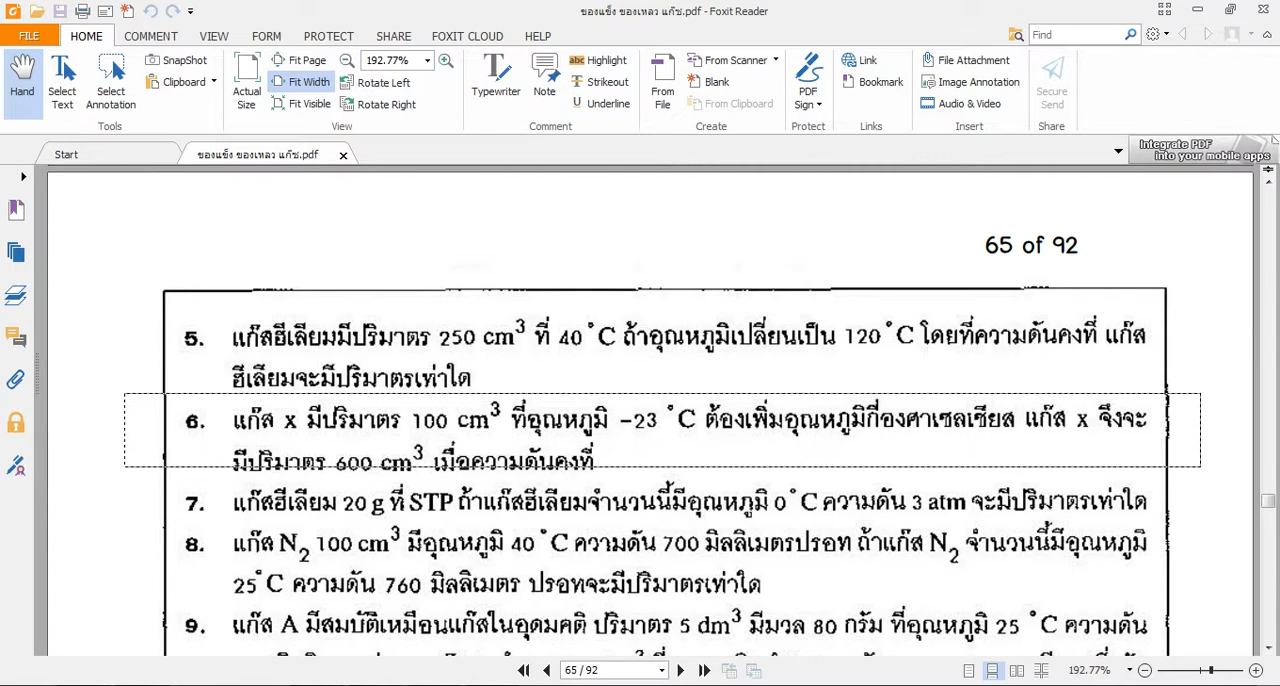 ของแข็ง ของเหลว แก๊ซ.pdf - Foxit Reader
FILE HOME COMMENT VIEW FORM PROTECT SHARE FOXIT CLOUD HELP Find
Hand
Select Text
Select Annotation
SnapShot
Clipboard
Tools
Actual Size
Fit Page
Fit Width
Fit Visible
192.77%
Rotate Left
Rotate Right
View
Typewriter
Note
Highlight
Strikeout
Underline
Comment
From File
From Scanner
Blank
From Clipboard
Create
PDF Sign
Protect
Link
Bookmark
Links
File Attachment
Image Annotation
Audio & Video
Insert
Secure Send
Share
Start
ของแข็ง ของเหลว แก๊ซ.pdf
Integrate PDF
into your mobile apps
65 of 92
5. แก๊สฮีเลียมมีปริมาตร 250 cm³ ที่ 40 °C ถ้าอุณหภูมิเปลี่ยนเป็น 120 °C โดยที่ความดันคงที่ แก๊ส
ฮีเลียมจะมีปริมาตรเท่าใด
6. แก๊ส x มีปริมาตร 100 cm³ ที่อุณหภูมิ –23 °C ต้องเพิ่มอุณหภูมิกี่องศาเซลเซียส แก๊ส x จึงจะ
มีปริมาตร 600 cm³ เมื่อความดันคงที่
7. แก๊สฮีเลียม 20 g ที่ STP ถ้าแก๊สฮีเลียมจำนวนนี้มีอุณหภูมิ 0°C ความดัน 3 atm จะมีปริมาตรเท่าใด
8. แก๊ส N₂ 100 cm³ มีอุณหภูมิ 40 °C ความดัน 700 มิลลิเมตรปรอท ถ้าแก๊ส N₂ จำนวนนี้มีอุณหภูมิ
25°C ความดัน 760 มิลลิเมตร ปรอทจะมีปริมาตรเท่าใด
9. แก๊ส A มีสมบัติเหมือนแก๊สในอุดมคติ ปริมาตร 5 dm³ มีมวล 80 กรัม ที่อุณหภูมิ 25 °C ความดัน
65 / 92
192.77%